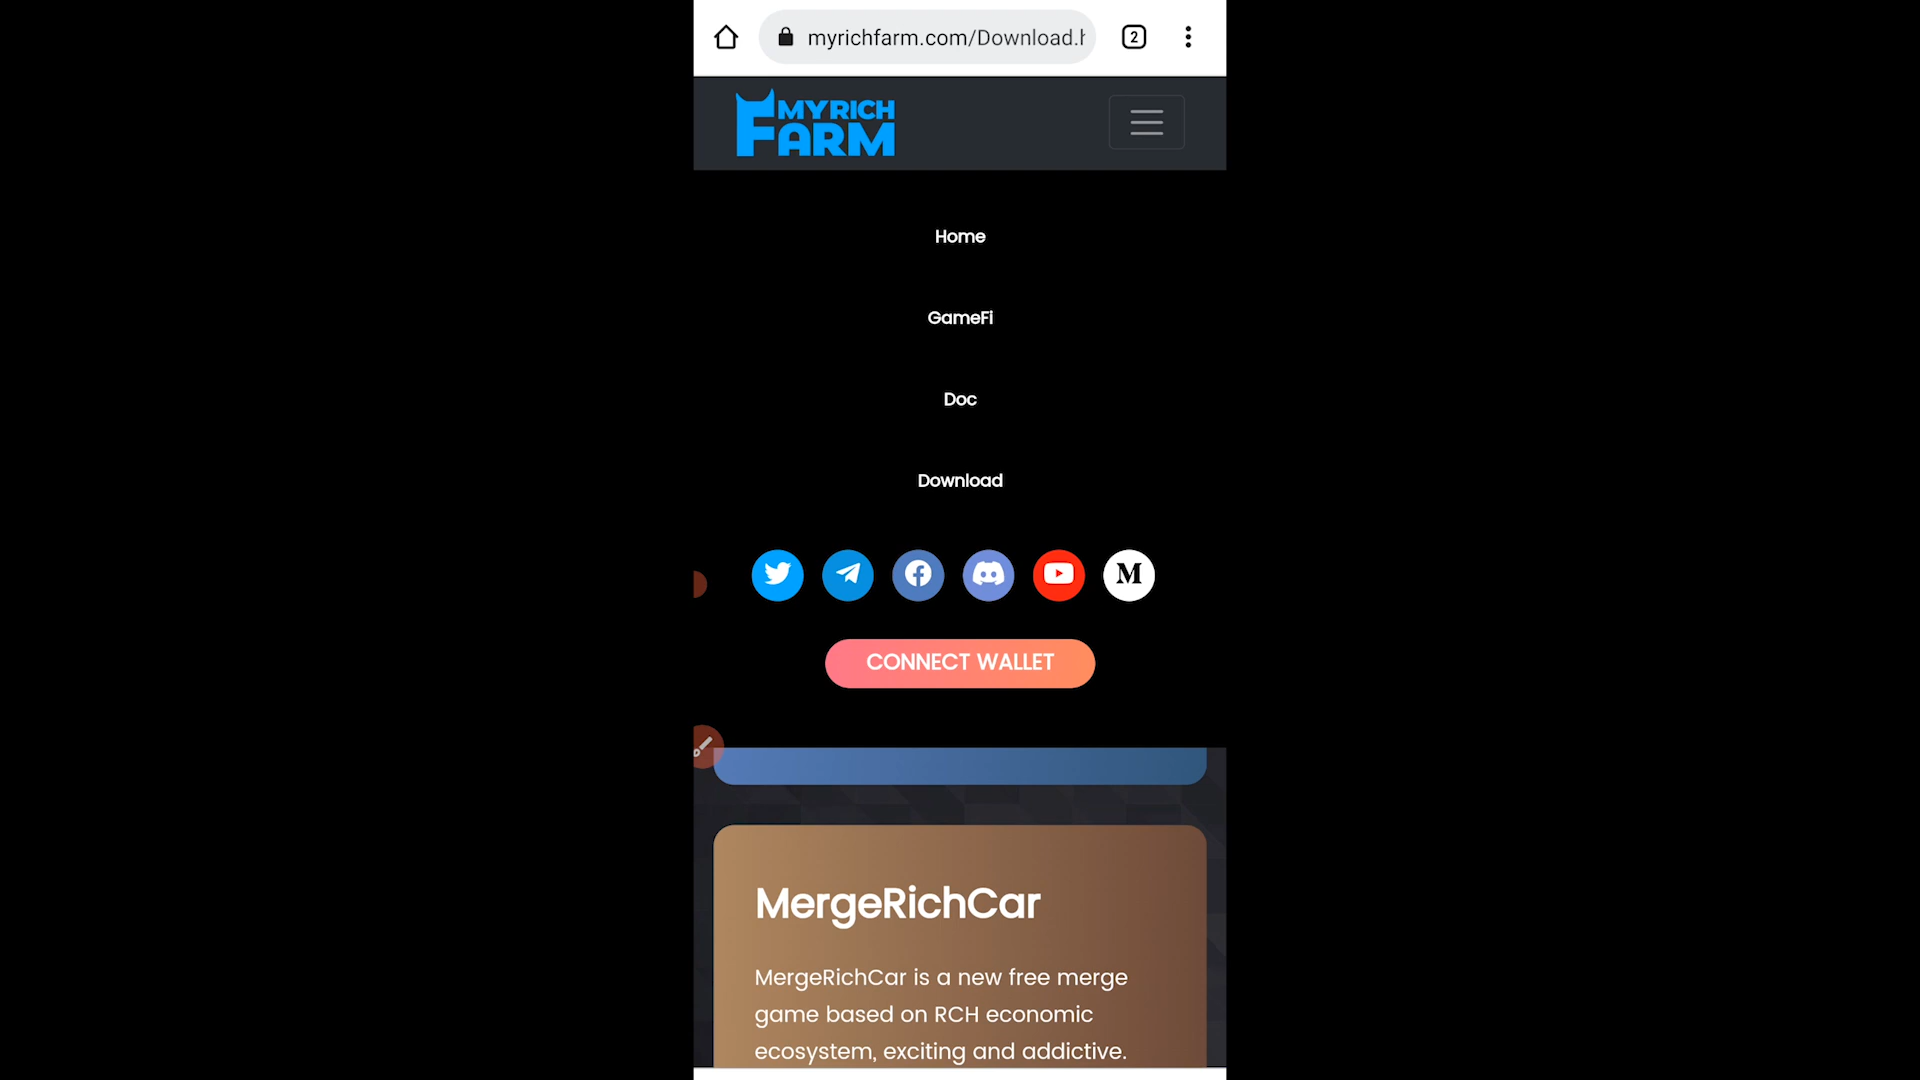 myrichfarm.com/Download.h
2
MYRICH
FARM
Home
GameFi
Doc
Download
M
CONNECT WALLET
MergeRichCar
MergeRichCar is a new free merge
game based on RCH economic
ecosystem, exciting and addictive.